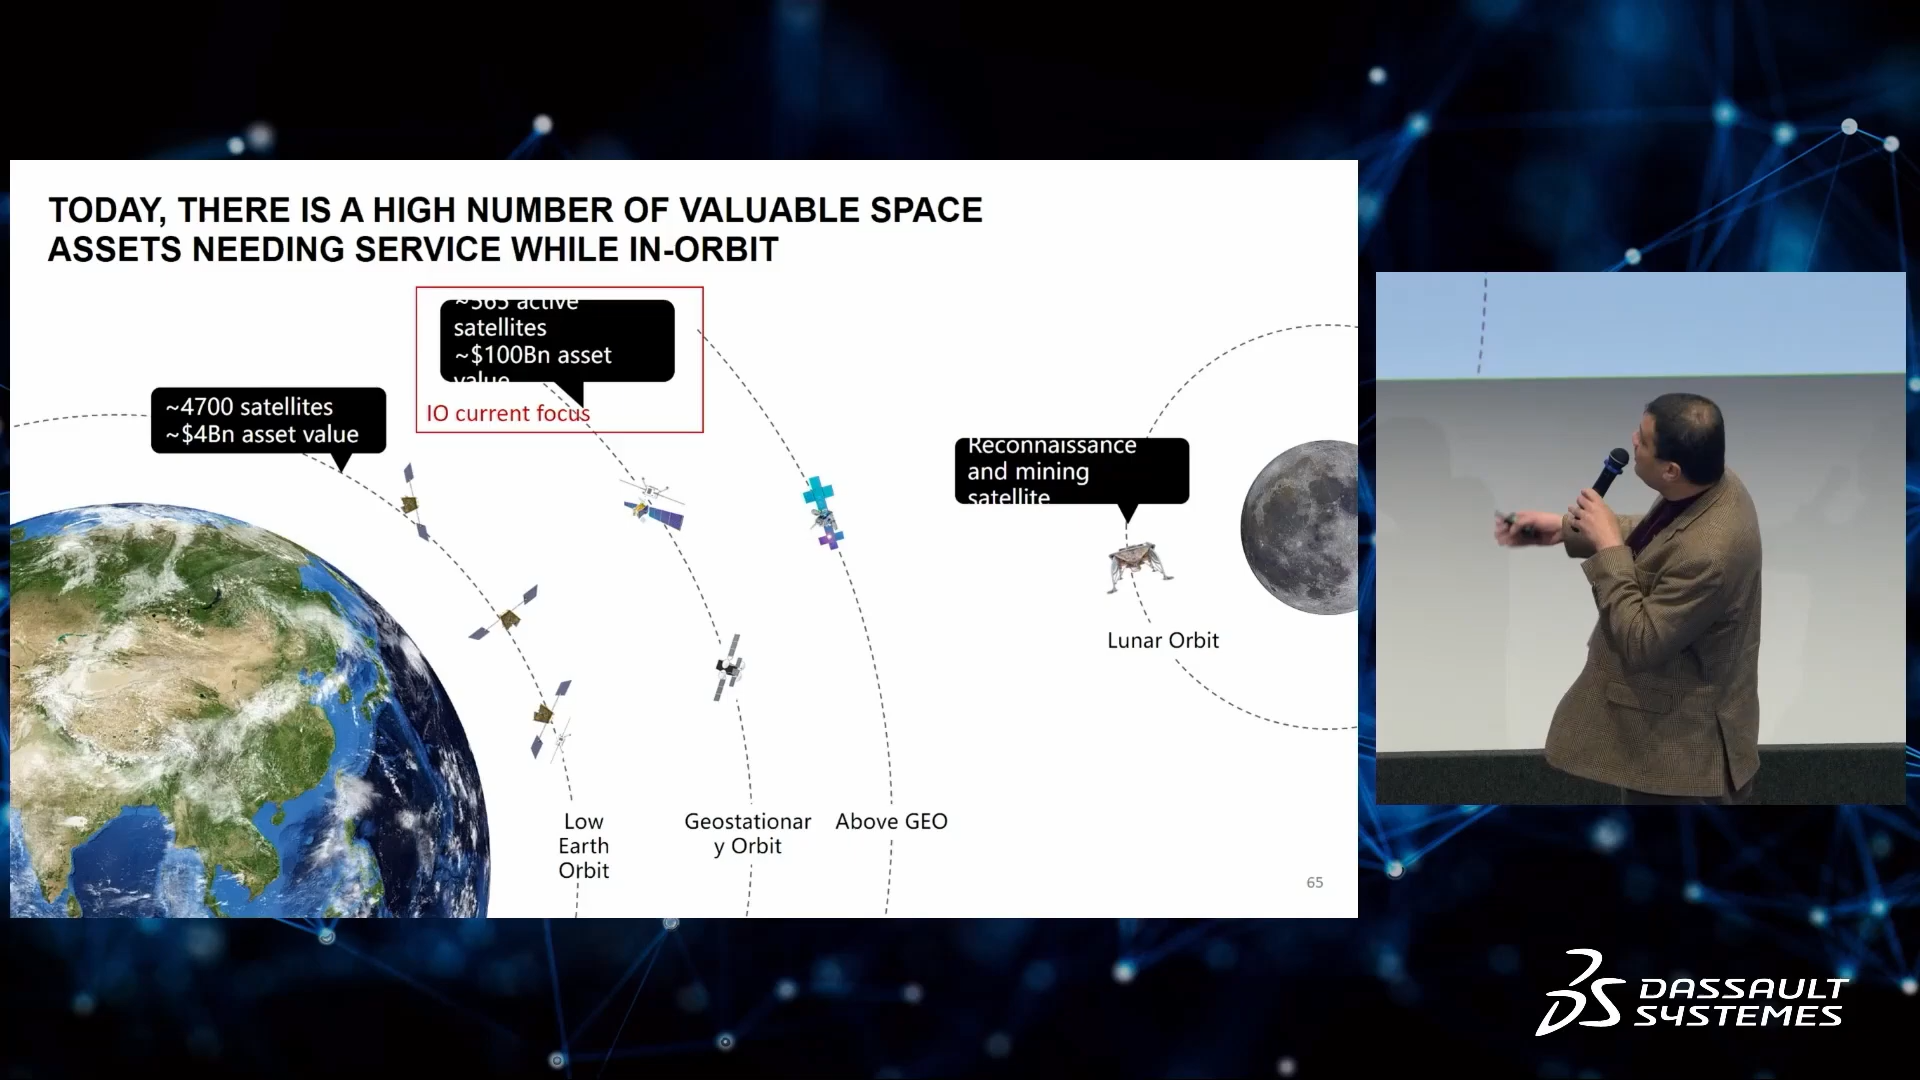 TODAY, THERE IS A HIGH NUMBER OF VALUABLE SPACE
ASSETS NEEDING SERVICE WHILE IN-ORBIT
~565 active
satellites
~$100Bn asset
value
IO current focus
~4700 satellites
~$4Bn asset value
Reconnaissance
and mining
satellite
Lunar Orbit
Low
Earth
Orbit
Geostationar
y Orbit
Above GEO
65
DASSAULT
SYSTEMES